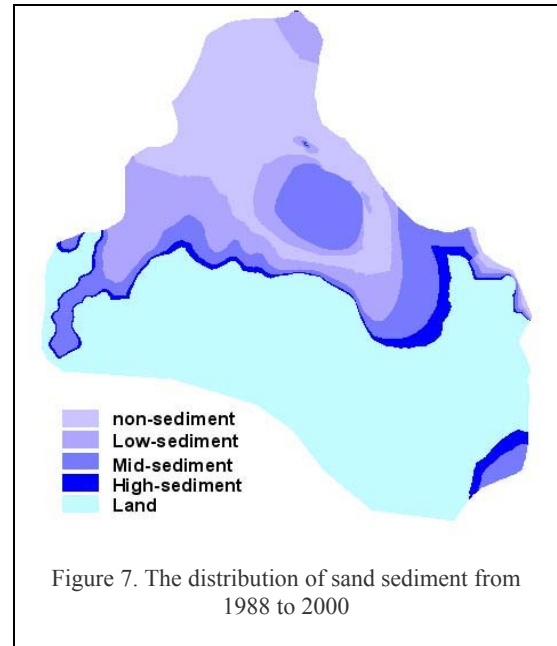 non-sediment
Low-sediment
Mid-sediment
High-sediment
Land
Figure 7. The distribution of sand sediment from
1988 to 2000